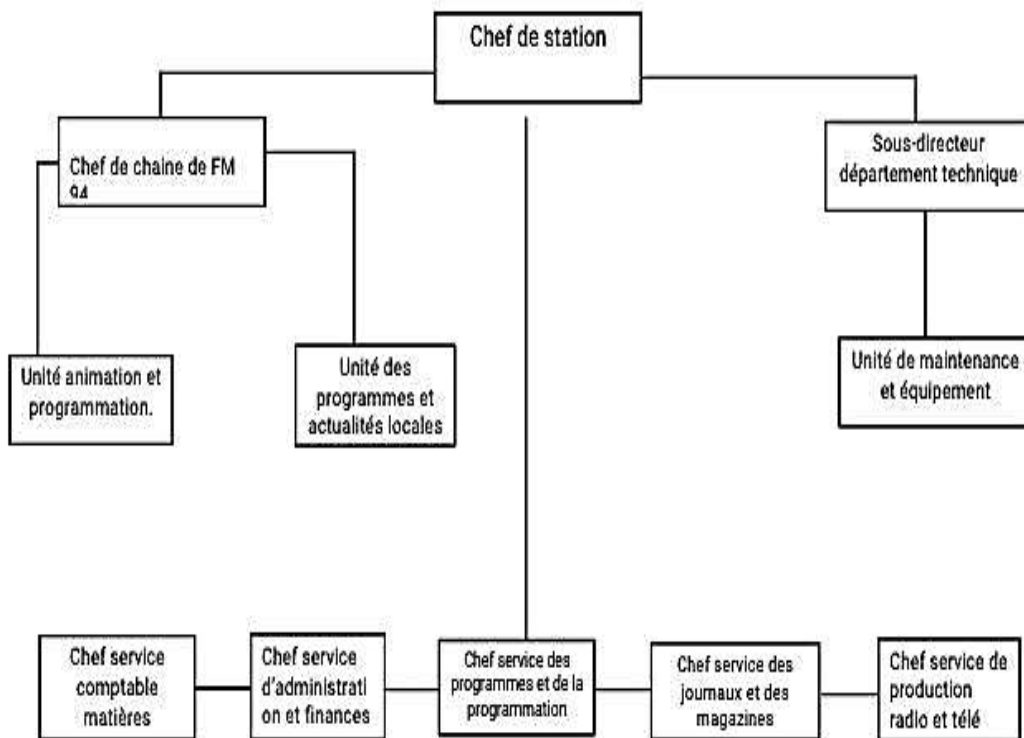 Chef de station
Chef de chaine de FM
94
Sous-directeur
département technique
Unité animation et
programmation.
Unité des
programmes et
actualités locales
Unité de maintenance
et équipement
Chef service
comptable
matières
Chef service
d'administrati
on et finances
Chef service des
programmes et de la
programmation
Chef service des
journaux et des
magazines
Chef service de
production
radio et télé